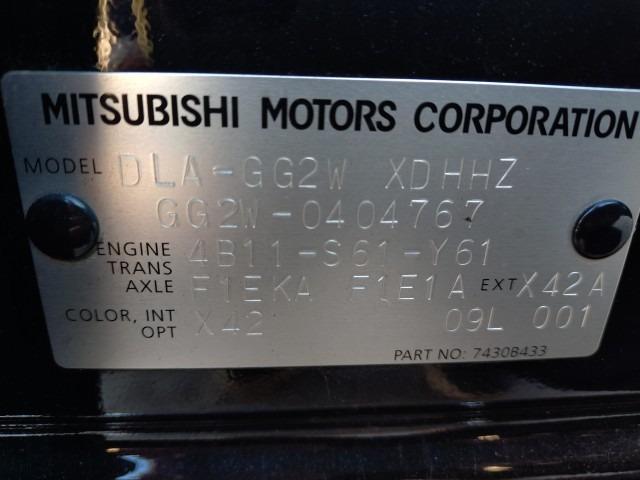 MITSUBISHI MOTORS CORPORATION
MODEL DLA-GG2W XDHHZ
GG2W-0404767
ENGINE 4B11-S61-Y61
TRANS
AXLE F1EKA F1E1A EXT X42A
COLOR, INT X42 09L 001
OPT
PART NO: 7430B433